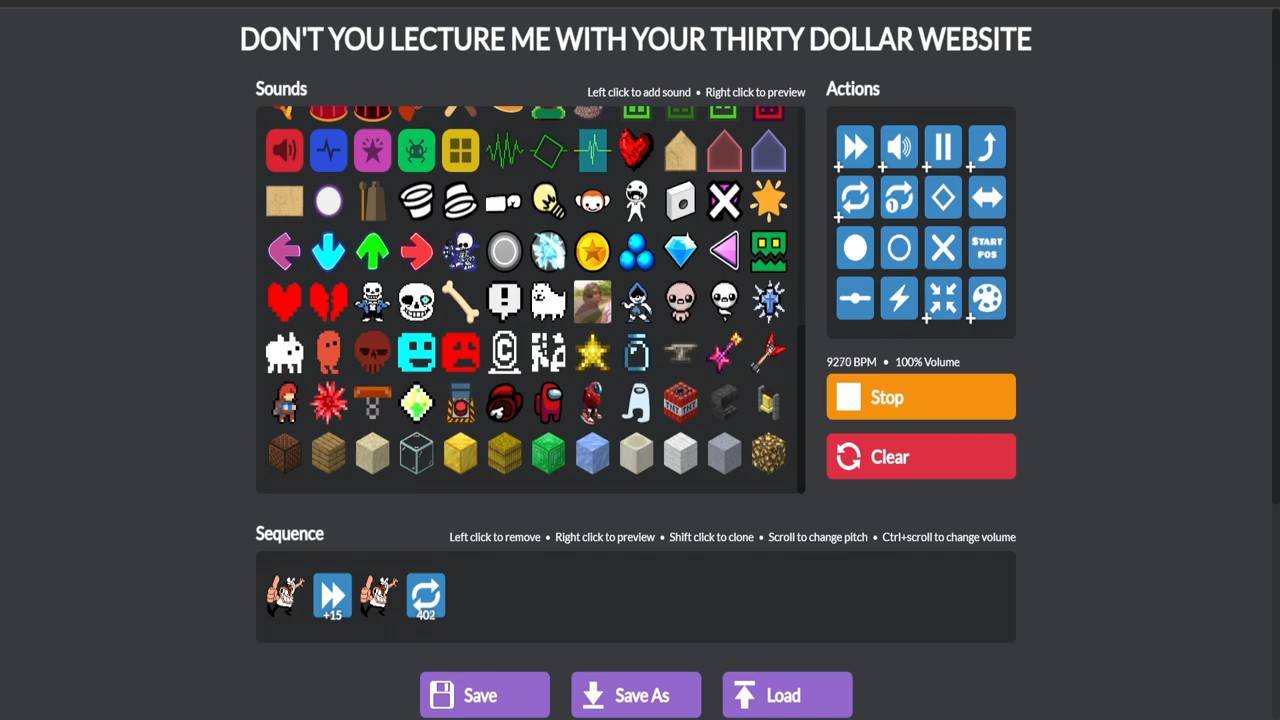 DON'T YOU LECTURE ME WITH YOUR THIRTY DOLLAR WEBSITE
Sounds
Left click to add sound • Right click to preview
Actions
START POS
9270 BPM • 100% Volume
Stop
Clear
Sequence
Left click to remove • Right click to preview • Shift click to clone • Scroll to change pitch • Ctrl+scroll to change volume
+15
402
Save
Save As
Load